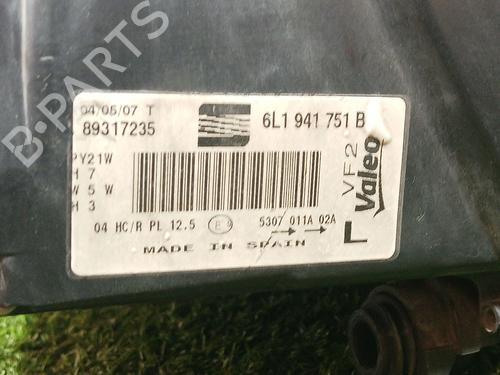 B-PARTS
04/05/07 T
89317235
6L1 941 751 B
PY21W
H 7
W 5 W
H 3
VF2
Valeo
L
04 HC/R PL 12.5
5307 011A 02A
MADE IN SPAIN